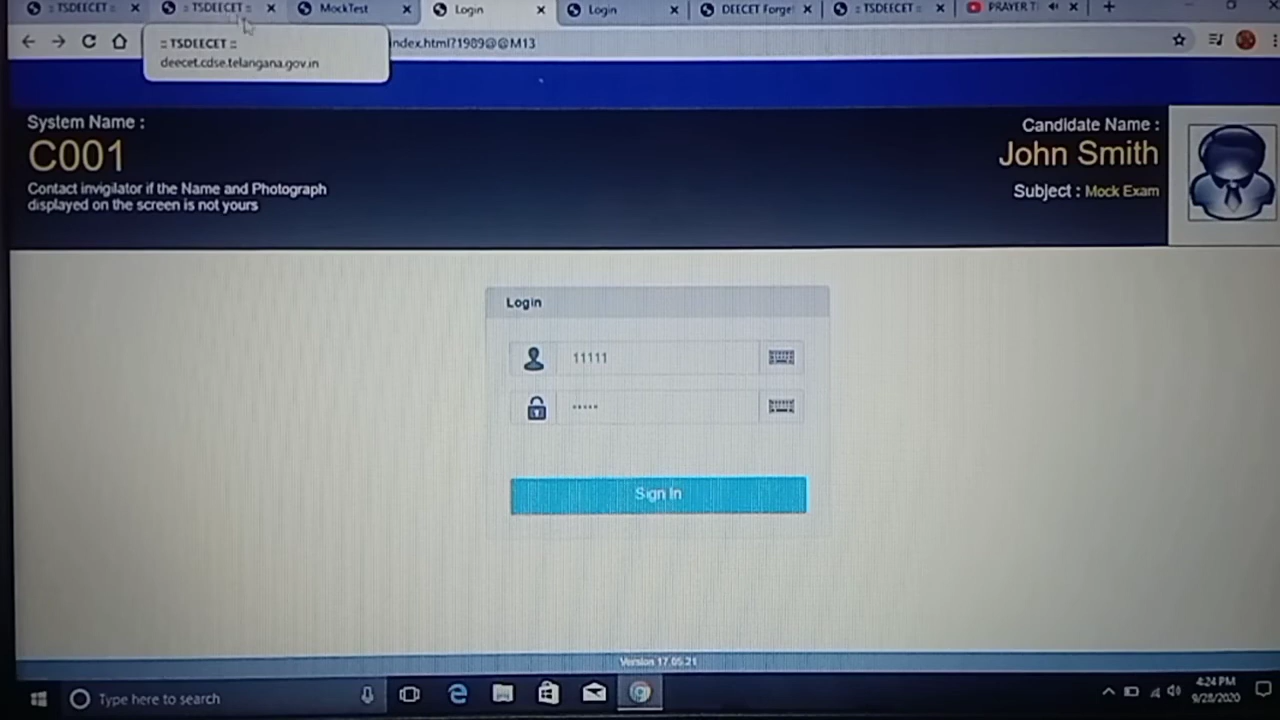 :: TSDEECET ::
:: TSDEECET ::
MockTest
Login
Login
DEECET Forge
:: TSDEECET ::
PRAYER T
index.html?1989@@M13
:: TSDEECET ::
deecet.cdse.telangana.gov.in
System Name :
C001
Contact invigilator if the Name and Photograph
displayed on the screen is not yours
Candidate Name :
John Smith
Subject : Mock Exam
Login
11111
Sign In
Version 17.05.21
Type here to search
4:24 PM
9/28/2020